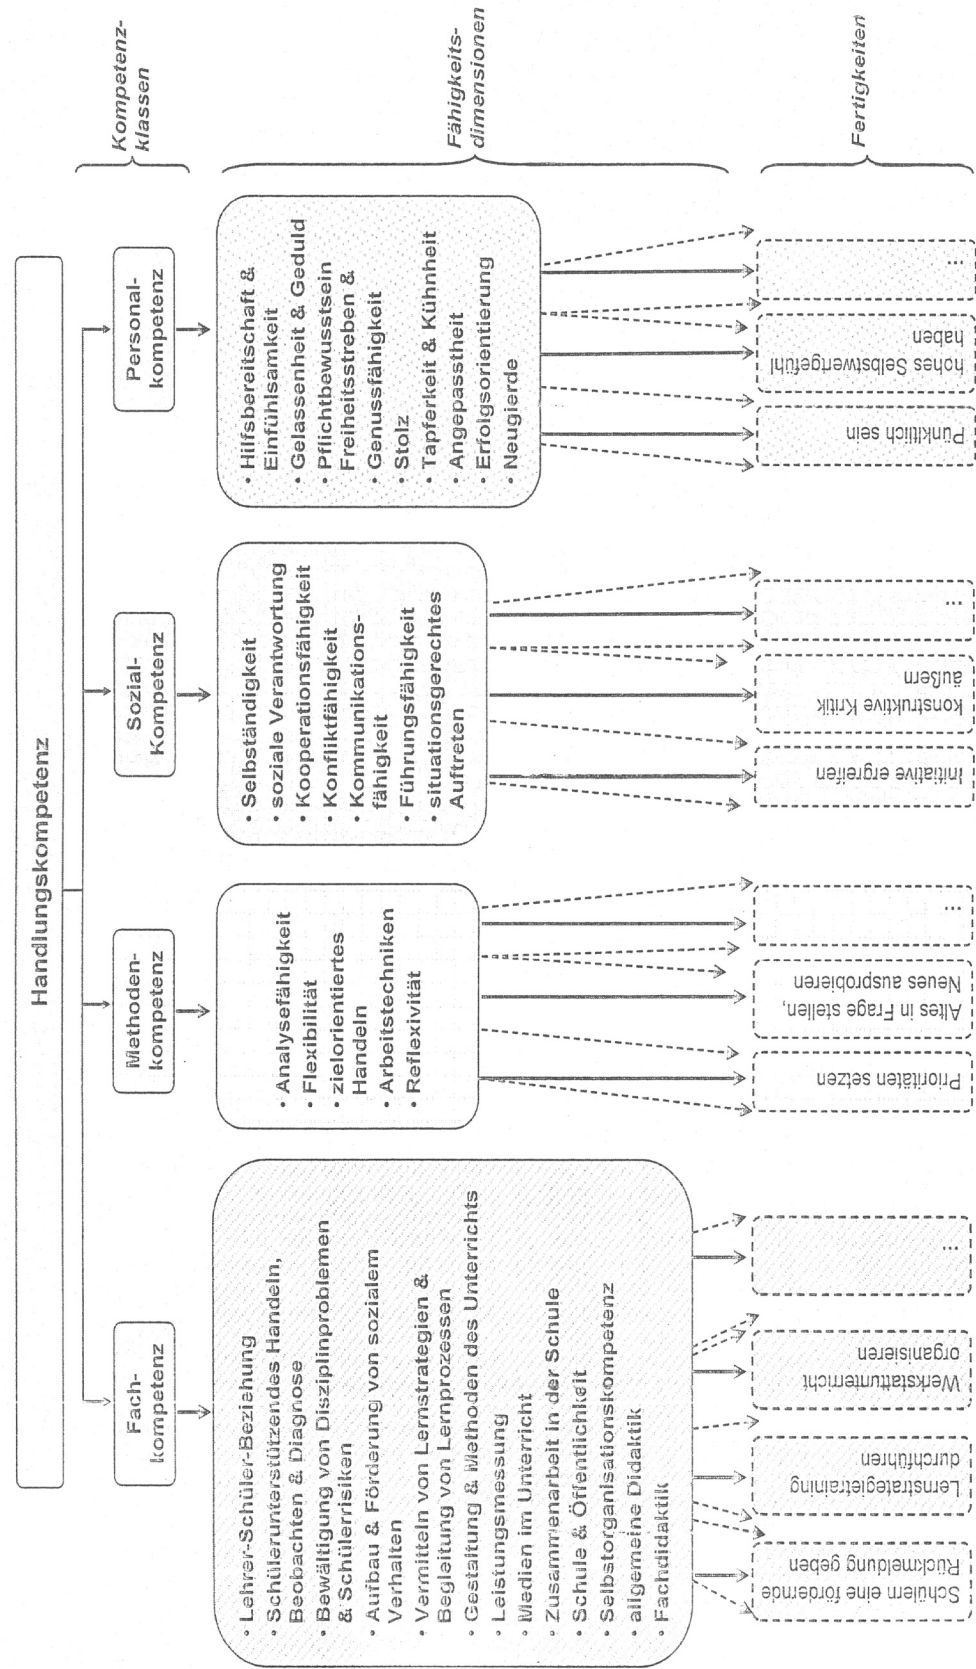 Handlungskompetenz
Kompetenz-
klassen
Fach-
kompetenz
Methoden-
kompetenz
Sozial-
Kompetenz
Personal-
kompetenz
Fähigkeits-
dimensionen
• Lehrer-Schüler-Beziehung
• Schülerunterstützendes Handeln,
Beobachten & Diagnose
• Bewältigung von Disziplinproblemen
& Schülerrisiken
• Aufbau & Förderung von sozialem
Verhalten
• Vermitteln von Lernstrategien &
Begleitung von Lernprozessen
• Gestaltung & Methoden des Unterrichts
• Leistungsmessung
• Medien im Unterricht
• Zusammenarbeit in der Schule
• Schule & Öffentlichkeit
• Selbstorganisationskompetenz
• allgemeine Didaktik
• Fachdidaktik
• Analysefähigkeit
• Flexibilität
• zielorientiertes
Handeln
• Arbeitstechniken
• Reflexivität
• Selbständigkeit
• soziale Verantwortung
• Kooperationsfähigkeit
• Konfliktfähigkeit
• Kommunikations-
fähigkeit
• Führungsfähigkeit
• situationsgerechtes
Auftreten
• Hilfsbereitschaft &
Einfühlsamkeit
• Gelassenheit & Geduld
• Pflichtbewusstsein
• Freiheitsstreben &
• Genussfähigkeit
• Stolz
• Tapferkeit & Kühnheit
• Angepasstheit
• Erfolgsorientierung
• Neugierde
Fertigkeiten
Schülern eine fördernde
Rückmeldung geben
Lernstrategietraining
durchführen
Werkstattunterricht
organisieren
...
Prioritäten setzen
Altes in Frage stellen,
Neues ausprobieren
...
Initiative ergreifen
konstruktive Kritik
äußern
...
Pünktlich sein
hohes Selbstwertgefühl
haben
...